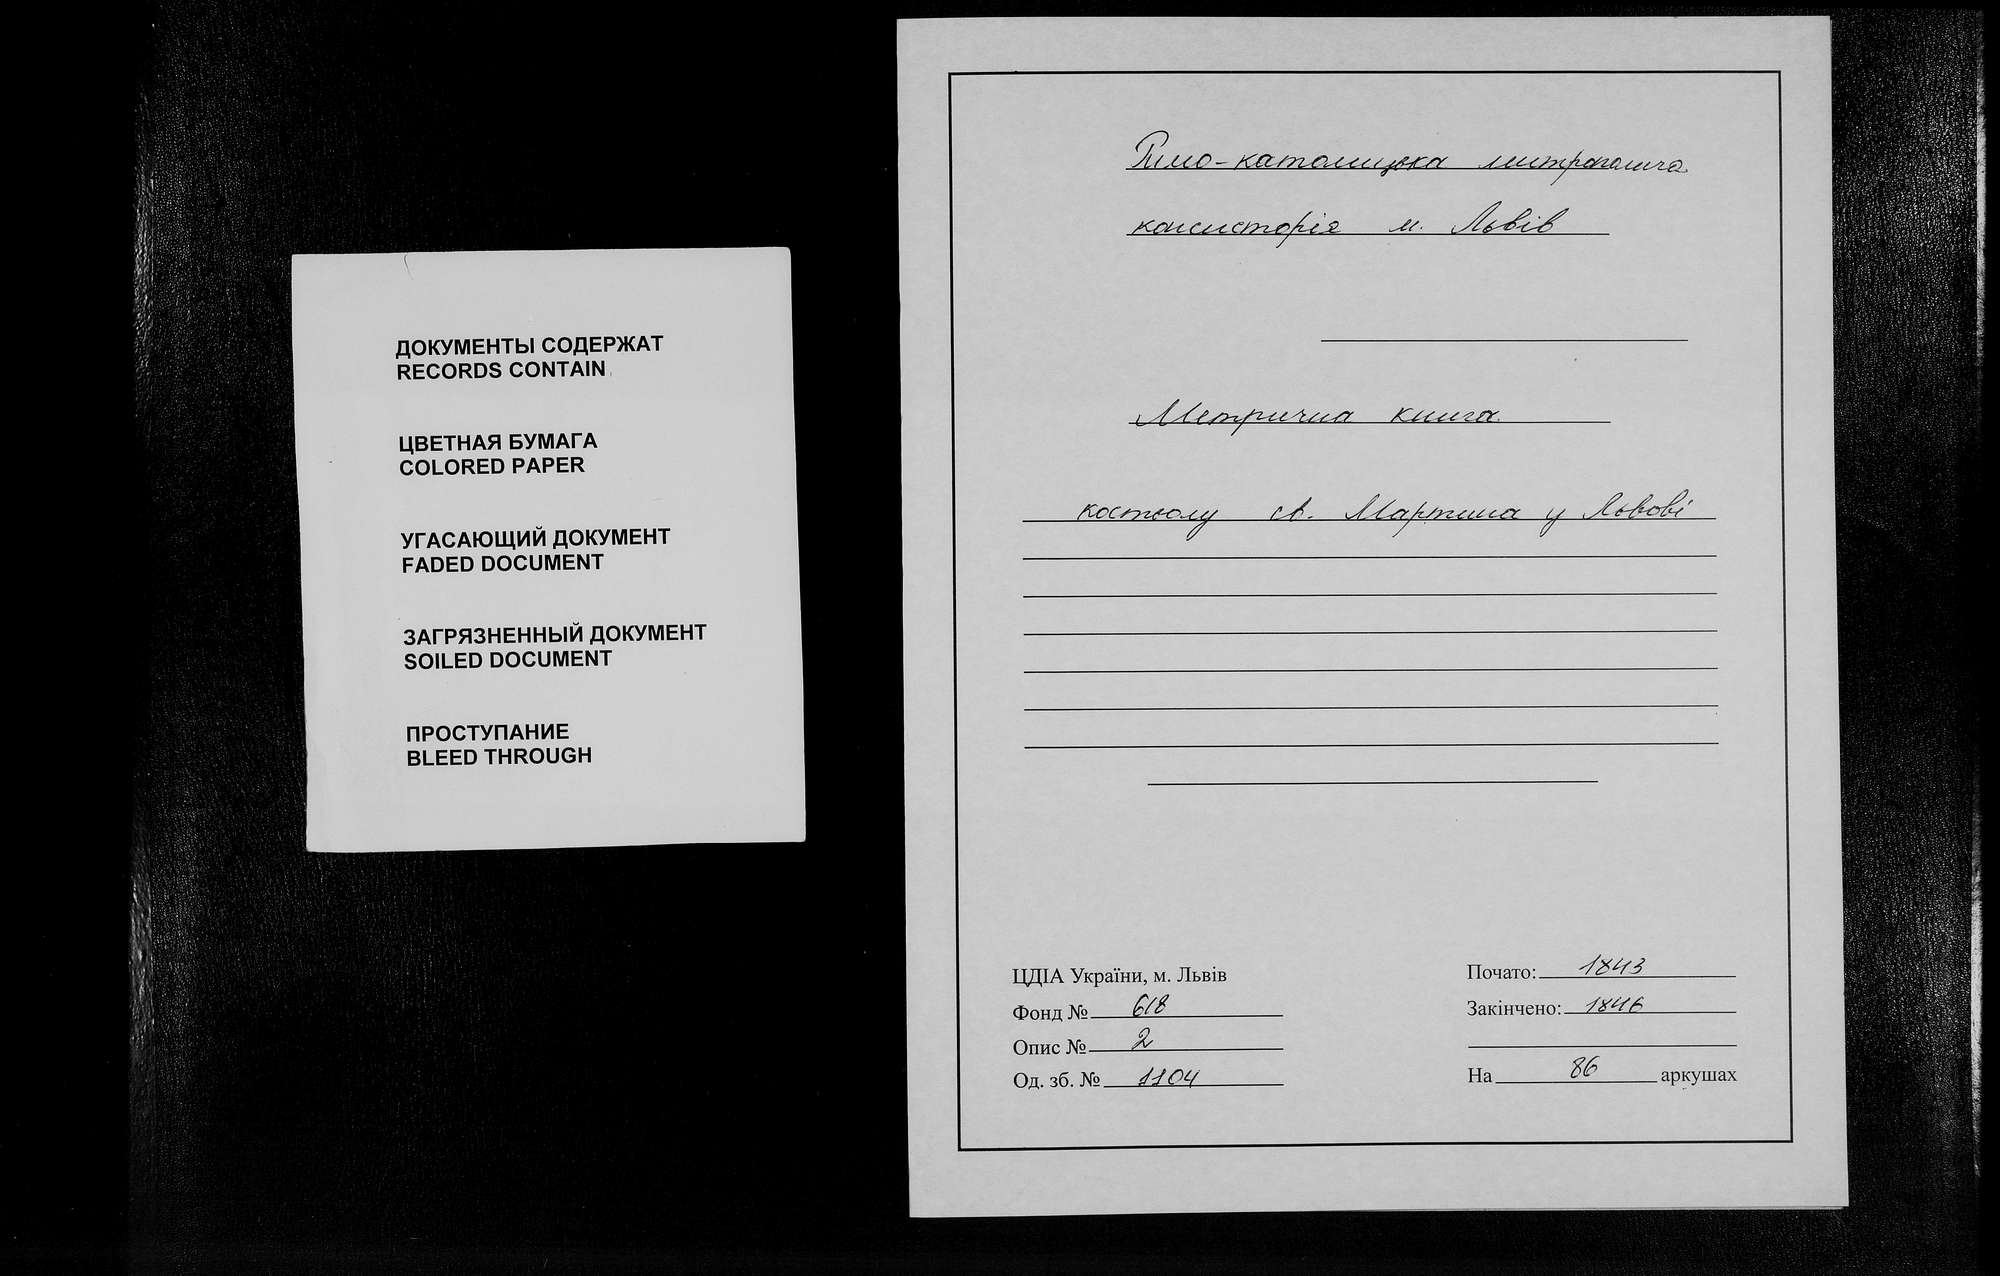 ДОКУМЕНТЫ СОДЕРЖАТ
RECORDS CONTAIN
ЦВЕТНАЯ БУМАГА
COLORED PAPER
УГАСАЮЩИЙ ДОКУМЕНТ
FADED DOCUMENT
ЗАГРЯЗНЕННЫЙ ДОКУМЕНТ
SOILED DOCUMENT
ПРОСТУПАНИЕ
BLEED THROUGH
Римо-католицька митрополича
консисторія м. Львів
Метрична книга
костьолу св. Мартина у Львові
ЦДІА України, м. Львів
Фонд № 618
Опис № 2
Од. зб. № 1104
Почато: 1843
Закінчено: 1846
На 86 аркушах